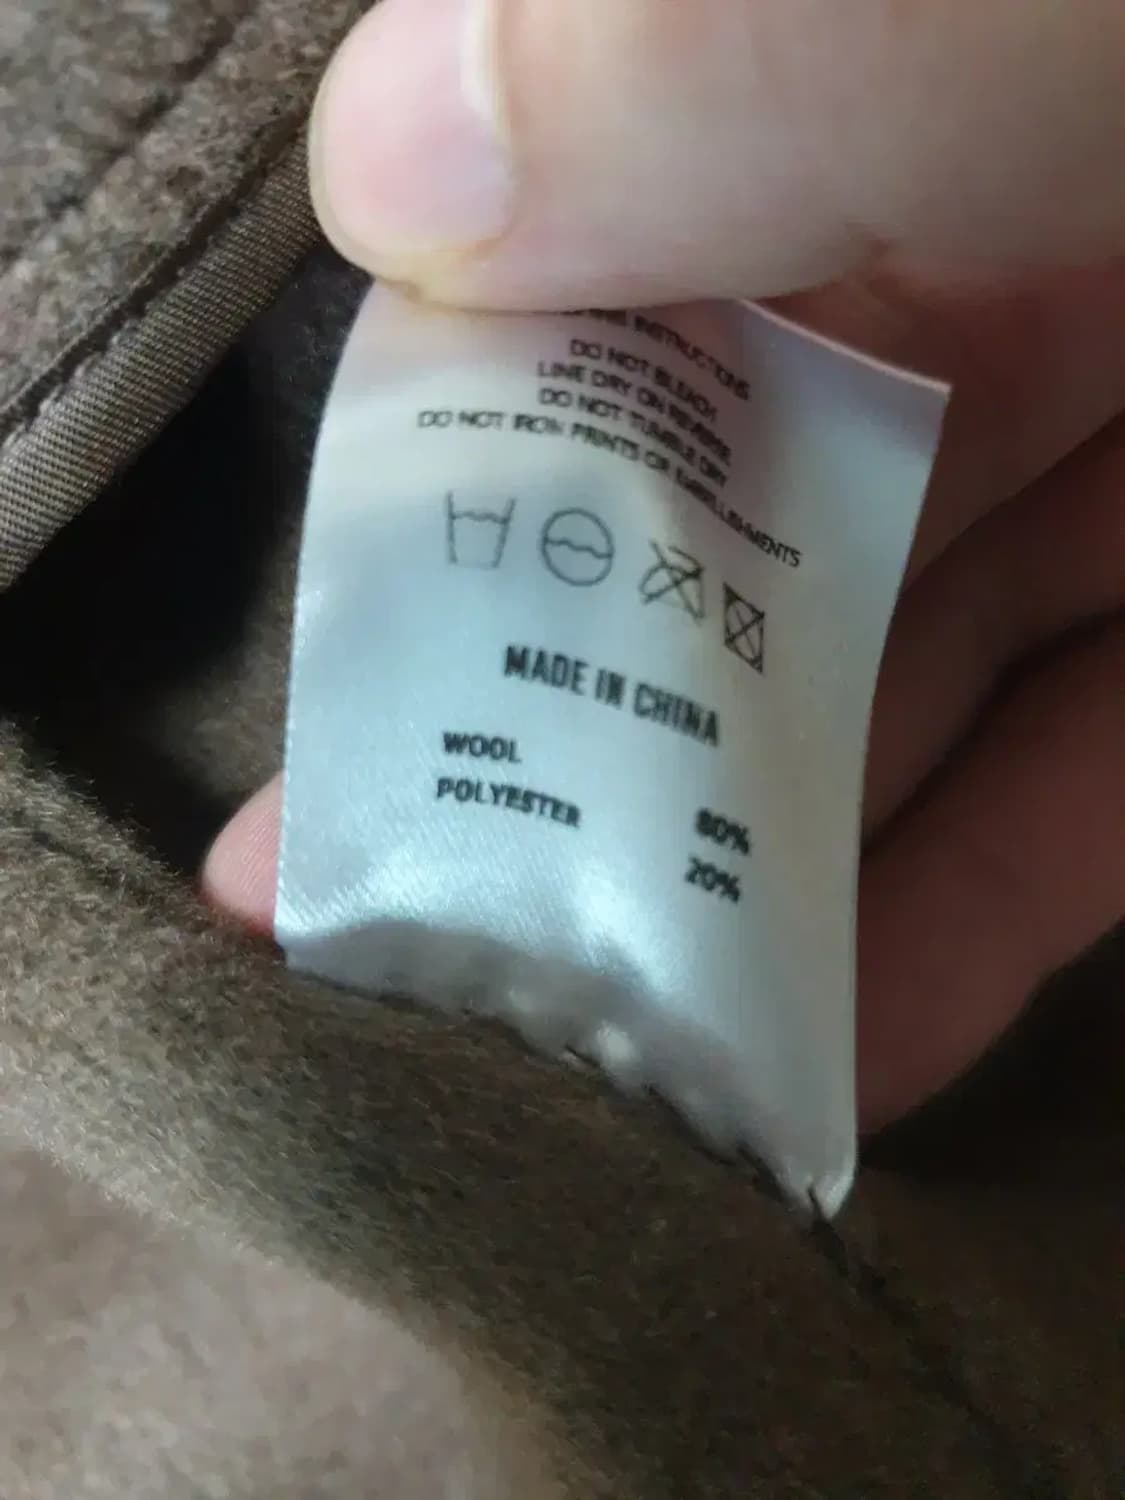 INSTRUCTIONS
DO NOT BLEACH
LINE DRY ON REVERSE
DO NOT TUMBLE DRY
DO NOT IRON PRINTS OR EMBELLISHMENTS
MADE IN CHINA
WOOL 80%
POLYESTER 20%